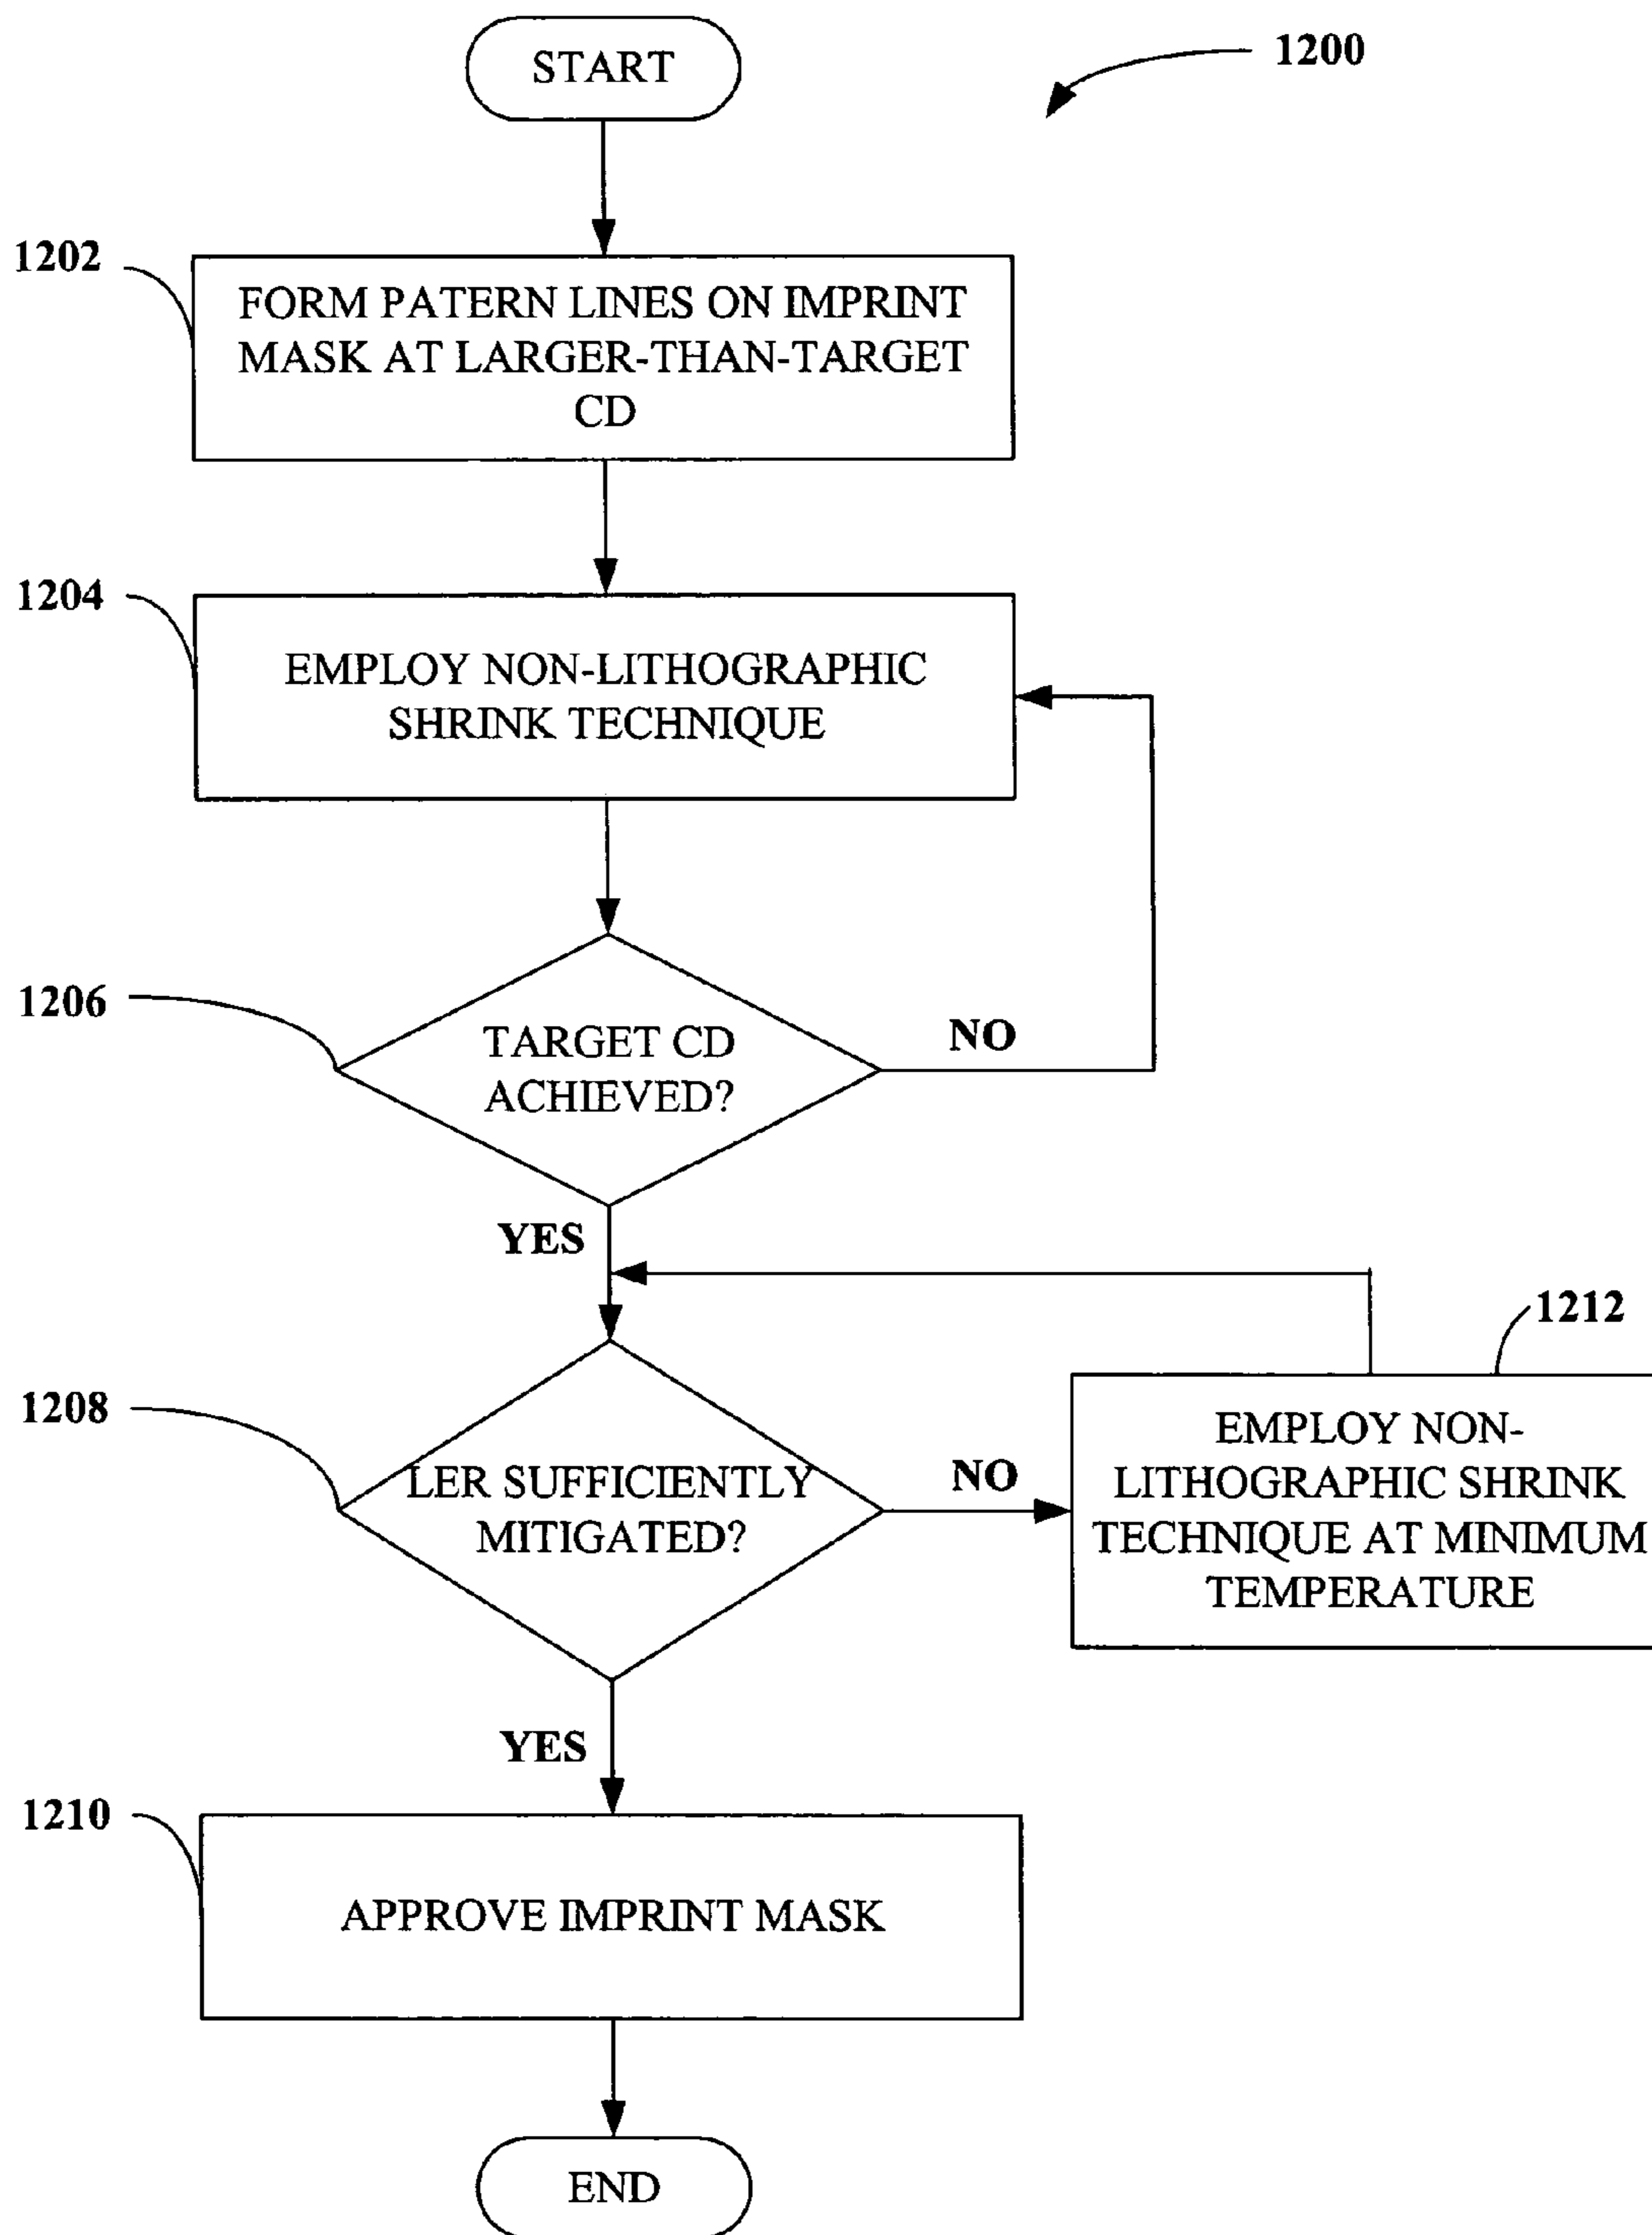 START
1200
1202
FORM PATERN LINES ON IMPRINT
MASK AT LARGER-THAN-TARGET
CD
1204
EMPLOY NON-LITHOGRAPHIC
SHRINK TECHNIQUE
1206
TARGET CD
ACHIEVED?
NO
YES
1208
LER SUFFICIENTLY
MITIGATED?
NO
1212
EMPLOY NON-
LITHOGRAPHIC SHRINK
TECHNIQUE AT MINIMUM
TEMPERATURE
YES
1210
APPROVE IMPRINT MASK
END